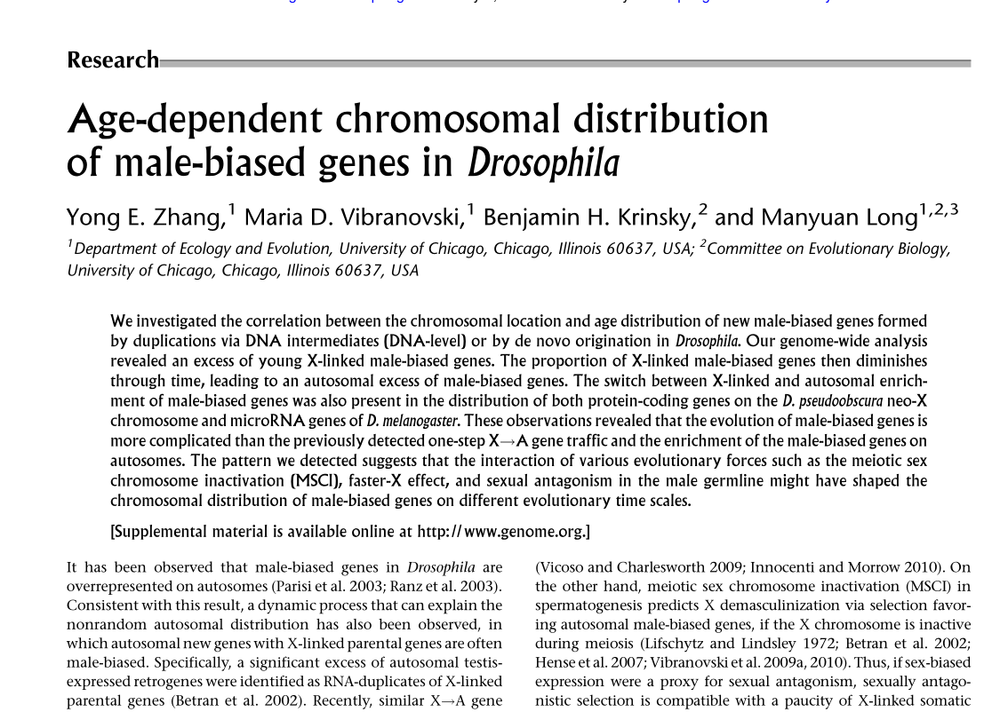 Research
Age-dependent chromosomal distribution
of male-biased genes in Drosophila
Yong E. Zhang,1 Maria D. Vibranovski,1 Benjamin H. Krinsky,2 and Manyuan Long1,2,3
1Department of Ecology and Evolution, University of Chicago, Chicago, Illinois 60637, USA; 2Committee on Evolutionary Biology,
University of Chicago, Chicago, Illinois 60637, USA
We investigated the correlation between the chromosomal location and age distribution of new male-biased genes formed
by duplications via DNA intermediates (DNA-level) or by de novo origination in Drosophila. Our genome-wide analysis
revealed an excess of young X-linked male-biased genes. The proportion of X-linked male-biased genes then diminishes
through time, leading to an autosomal excess of male-biased genes. The switch between X-linked and autosomal enrich-
ment of male-biased genes was also present in the distribution of both protein-coding genes on the D. pseudoobscura neo-X
chromosome and microRNA genes of D. melanogaster. These observations revealed that the evolution of male-biased genes is
more complicated than the previously detected one-step X→A gene traffic and the enrichment of the male-biased genes on
autosomes. The pattern we detected suggests that the interaction of various evolutionary forces such as the meiotic sex
chromosome inactivation (MSCI), faster-X effect, and sexual antagonism in the male germline might have shaped the
chromosomal distribution of male-biased genes on different evolutionary time scales.
[Supplemental material is available online at http://www.genome.org.]
It has been observed that male-biased genes in Drosophila are
overrepresented on autosomes (Parisi et al. 2003; Ranz et al. 2003).
Consistent with this result, a dynamic process that can explain the
nonrandom autosomal distribution has also been observed, in
which autosomal new genes with X-linked parental genes are often
male-biased. Specifically, a significant excess of autosomal testis-
expressed retrogenes were identified as RNA-duplicates of X-linked
parental genes (Betran et al. 2002). Recently, similar X→A gene
(Vicoso and Charlesworth 2009; Innocenti and Morrow 2010). On
the other hand, meiotic sex chromosome inactivation (MSCI) in
spermatogenesis predicts X demasculinization via selection favor-
ing autosomal male-biased genes, if the X chromosome is inactive
during meiosis (Lifschytz and Lindsley 1972; Betran et al. 2002;
Hense et al. 2007; Vibranovski et al. 2009a, 2010). Thus, if sex-biased
expression were a proxy for sexual antagonism, sexually antago-
nistic selection is compatible with a paucity of X-linked somatic